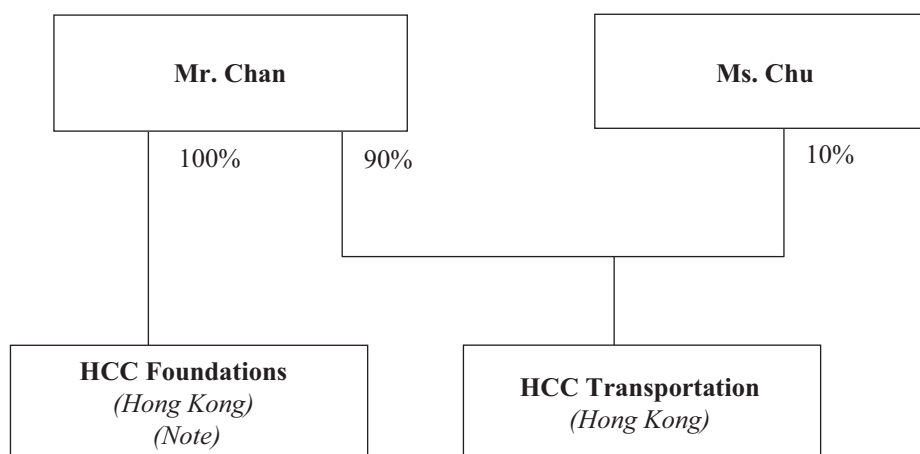 Mr. Chan
Ms. Chu
100%
90%
10%
HCC Foundations
(Hong Kong)
(Note)
HCC Transportation
(Hong Kong)